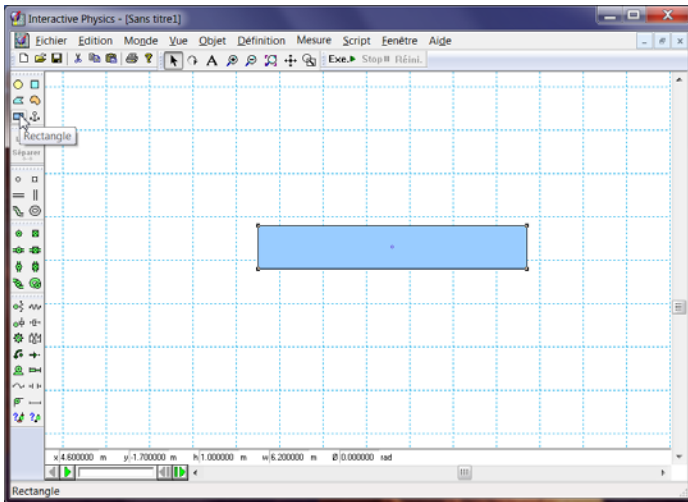 Interactive Physics - [Sans titre1]
Fichier Edition Monde Vue Objet Définition Mesure Script Fenêtre Aide
A Exe. Stop Réini.
Rectangle
Séparer
x 4.600000 m y -1.700000 m h 1.000000 m w 6.200000 m Ø 0.000000 rad
Rectangle